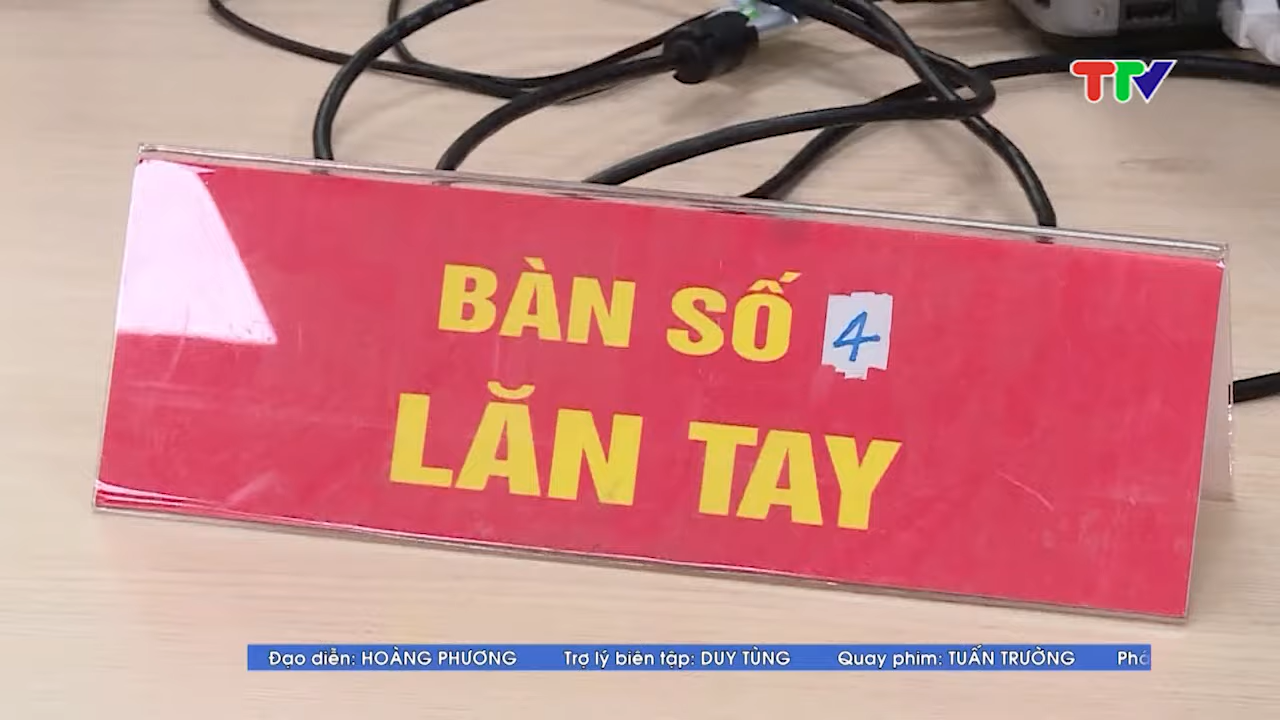 TTV
BÀN SỐ 4
LĂN TAY
Đạo diễn: HOÀNG PHƯƠNG Trợ lý biên tập: DUY TÙNG Quay phim: TUẤN TRƯỜNG